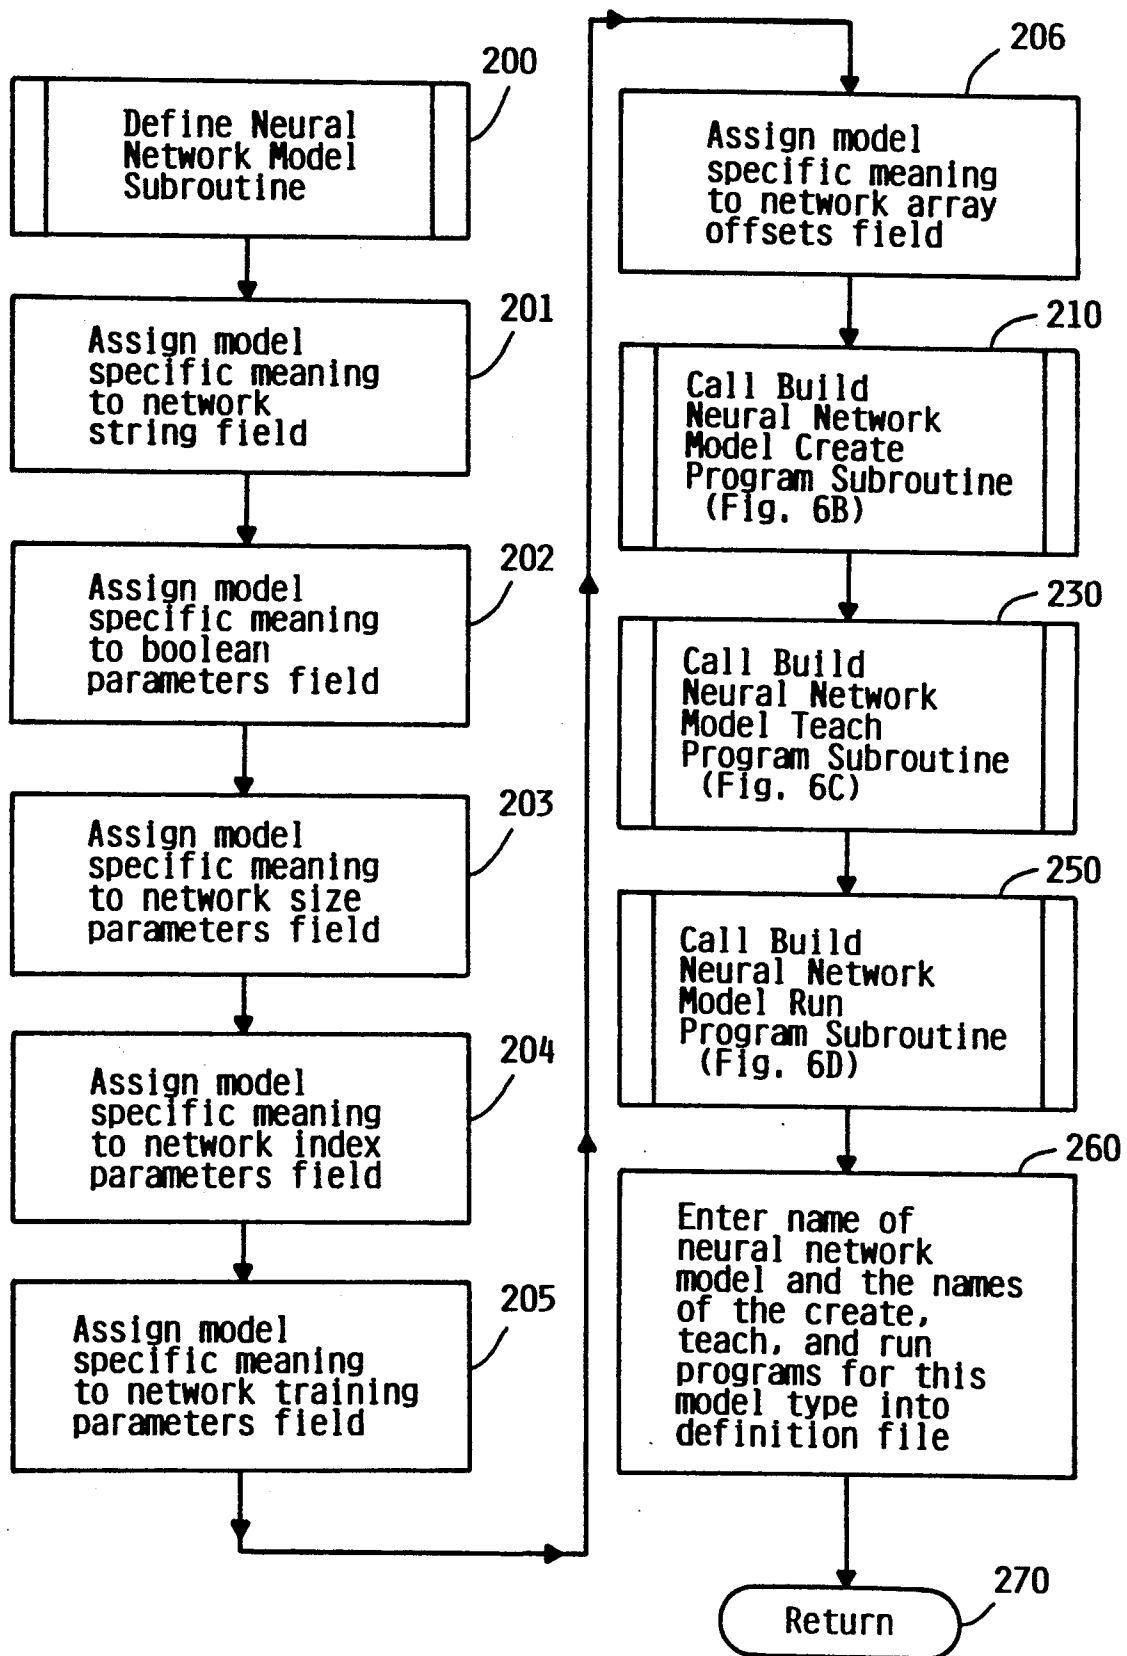 200
Define Neural
Network Model
Subroutine
201
Assign model
specific meaning
to network
string field
202
Assign model
specific meaning
to boolean
parameters field
203
Assign model
specific meaning
to network size
parameters field
204
Assign model
specific meaning
to network index
parameters field
205
Assign model
specific meaning
to network training
parameters field
206
Assign model
specific meaning
to network array
offsets field
210
Call Build
Neural Network
Model Create
Program Subroutine
(Fig. 6B)
230
Call Build
Neural Network
Model Teach
Program Subroutine
(Fig. 6C)
250
Call Build
Neural Network
Model Run
Program Subroutine
(Fig. 6D)
260
Enter name of
neural network
model and the names
of the create,
teach, and run
programs for this
model type into
definition file
270
Return